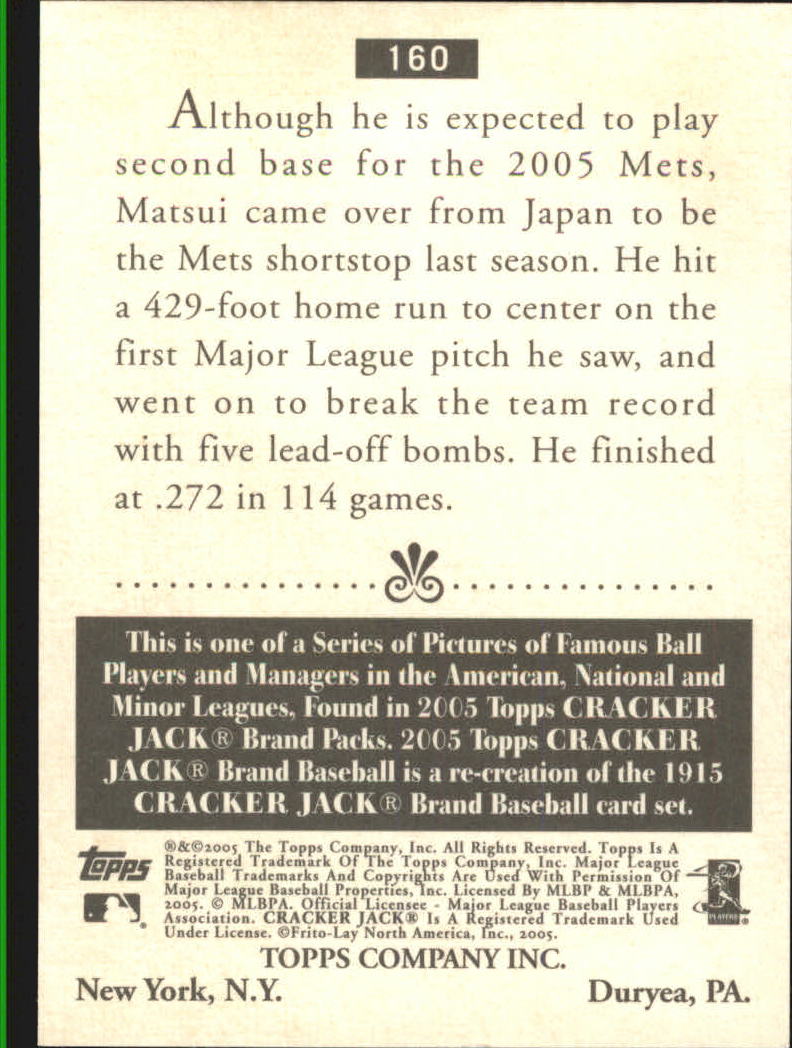 160
Although he is expected to play
second base for the 2005 Mets,
Matsui came over from Japan to be
the Mets shortstop last season. He hit
a 429-foot home run to center on the
first Major League pitch he saw, and
went on to break the team record
with five lead-off bombs. He finished
at .272 in 114 games.
This is one of a Series of Pictures of Famous Ball
Players and Managers in the American, National and
Minor Leagues, Found in 2005 Topps CRACKER
JACK® Brand Packs. 2005 Topps CRACKER
JACK® Brand Baseball is a re-creation of the 1915
CRACKER JACK® Brand Baseball card set.
topps
®&©2005 The Topps Company, Inc. All Rights Reserved. Topps Is A
Registered Trademark Of The Topps Company, Inc. Major League
Baseball Trademarks And Copyrights Are Used With Permission Of
Major League Baseball Properties, Inc. Licensed By MLBP & MLBPA,
2005. © MLBPA. Official Licensee - Major League Baseball Players
Association. CRACKER JACK® Is A Registered Trademark Used
Under License. ©Frito-Lay North America, Inc., 2005.
PLAYERS
TOPPS COMPANY INC.
New York, N.Y. Duryea, PA.